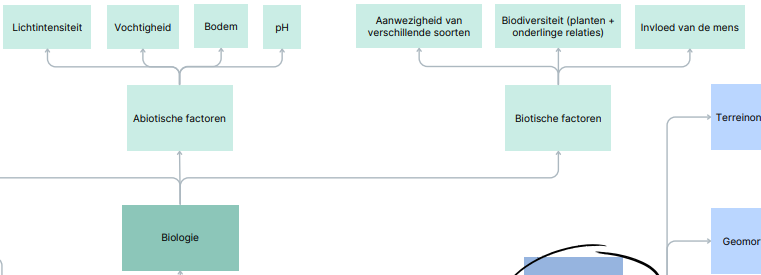 Lichtintensiteit
Vochtigheid
Bodem
pH
Aanwezigheid van
verschillende soorten
Biodiversiteit (planten +
onderlinge relaties)
Invloed van de mens
Abiotische factoren
Biotische factoren
Terreinon
Biologie
Geomor